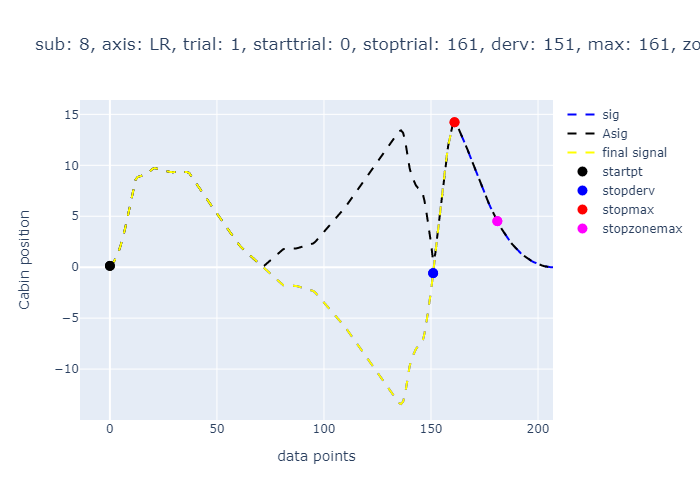 sub: 8, axis: LR, trial: 1, starttrial: 0, stoptrial: 161, derv: 151, max: 161, zo
15
10
5
0
−5
−10
0
50
100
150
200
Cabin position
data points
sig
Asig
final signal
startpt
stopderv
stopmax
stopzonemax